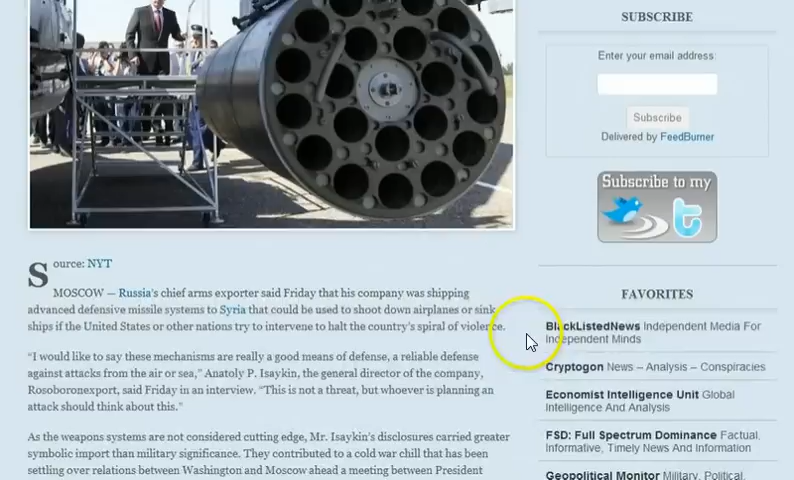 Source: NYT
MOSCOW — Russia's chief arms exporter said Friday that his company was shipping
advanced defensive missile systems to Syria that could be used to shoot down airplanes or sink
ships if the United States or other nations try to intervene to halt the country's spiral of violence.
“I would like to say these mechanisms are really a good means of defense, a reliable defense
against attacks from the air or sea,” Anatoly P. Isaykin, the general director of the company,
Rosoboronexport, said Friday in an interview. “This is not a threat, but whoever is planning an
attack should think about this.”
As the weapons systems are not considered cutting edge, Mr. Isaykin's disclosures carried greater
symbolic import than military significance. They contributed to a cold war chill that has been
settling over relations between Washington and Moscow ahead a meeting between President
SUBSCRIBE
Enter your email address:
Subscribe
Delivered by FeedBurner
Subscribe to my
t
FAVORITES
BlackListedNews Independent Media For
Independent Minds
Cryptogon News – Analysis – Conspiracies
Economist Intelligence Unit Global
Intelligence And Analysis
FSD: Full Spectrum Dominance Factual,
Informative, Timely News And Information
Geopolitical Monitor Military, Political,